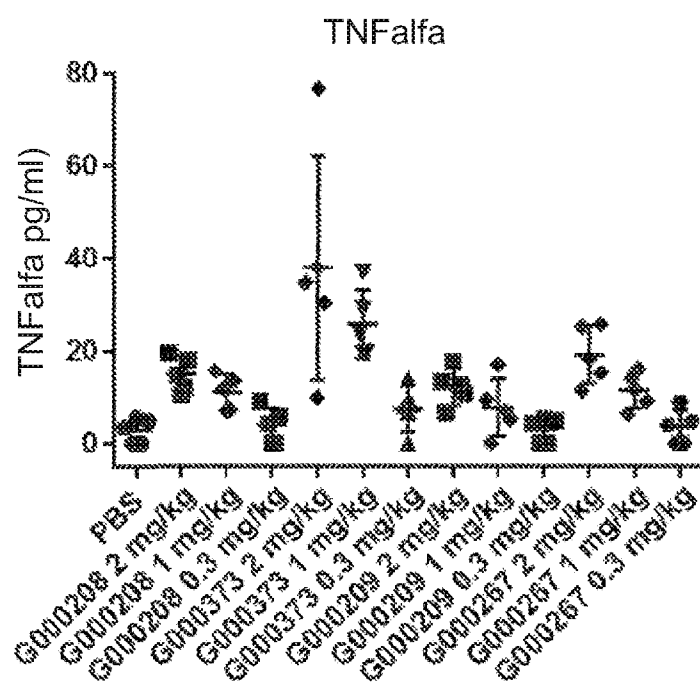 TNFalfa
TNFalfa pg/ml)
80
60
40
20
0
PBS
G000208 2 mg/kg
G000208 1 mg/kg
G000208 0.3 mg/kg
G000373 2 mg/kg
G000373 1 mg/kg
G000373 0.3 mg/kg
G000209 2 mg/kg
G000209 1 mg/kg
G000209 0.3 mg/kg
G000267 2 mg/kg
G000267 1 mg/kg
G000267 0.3 mg/kg